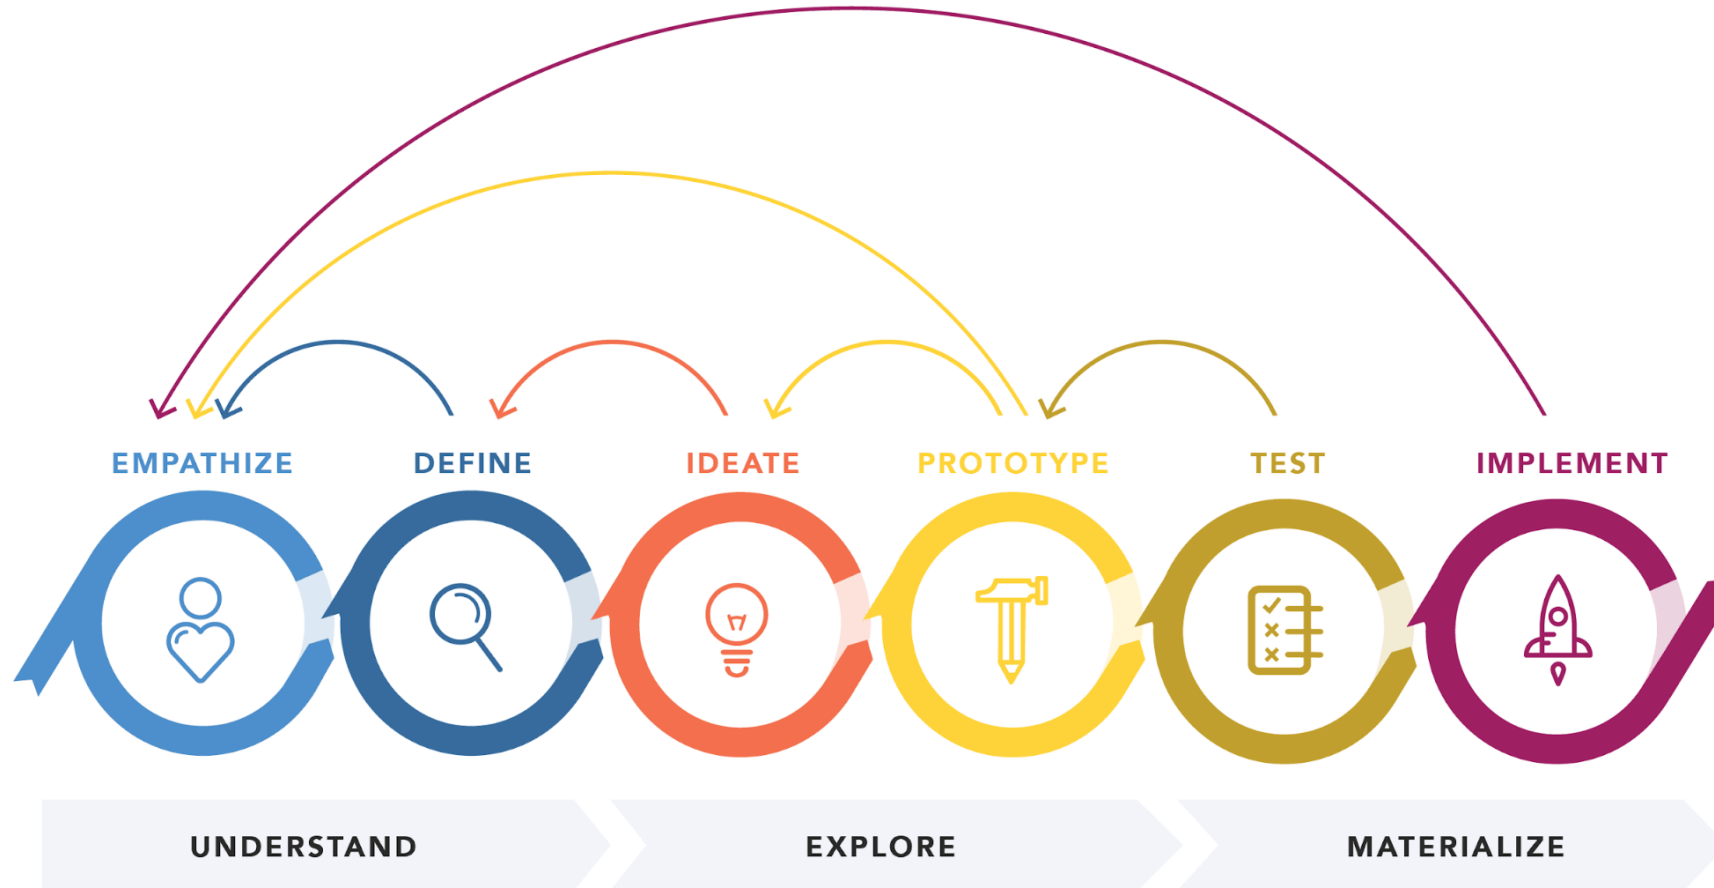 EMPATHIZE
DEFINE
IDEATE
PROTOTYPE
TEST
IMPLEMENT
UNDERSTAND
EXPLORE
MATERIALIZE